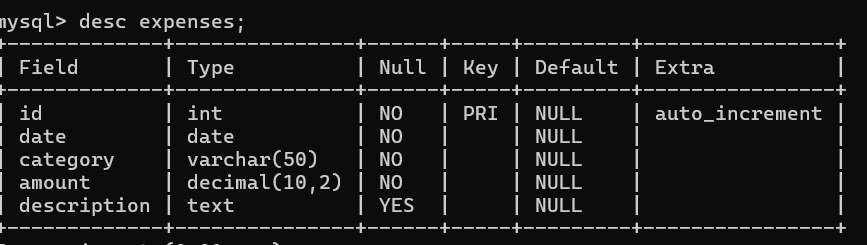 mysql> desc expenses;
+-------------+---------------+------+-----+---------+----------------+
| Field       | Type          | Null | Key | Default | Extra          |
+-------------+---------------+------+-----+---------+----------------+
| id          | int           | NO   | PRI | NULL    | auto_increment |
| date        | date          | NO   |     | NULL    |                |
| category    | varchar(50)   | NO   |     | NULL    |                |
| amount      | decimal(10,2) | NO   |     | NULL    |                |
| description | text          | YES  |     | NULL    |                |
+-------------+---------------+------+-----+---------+----------------+